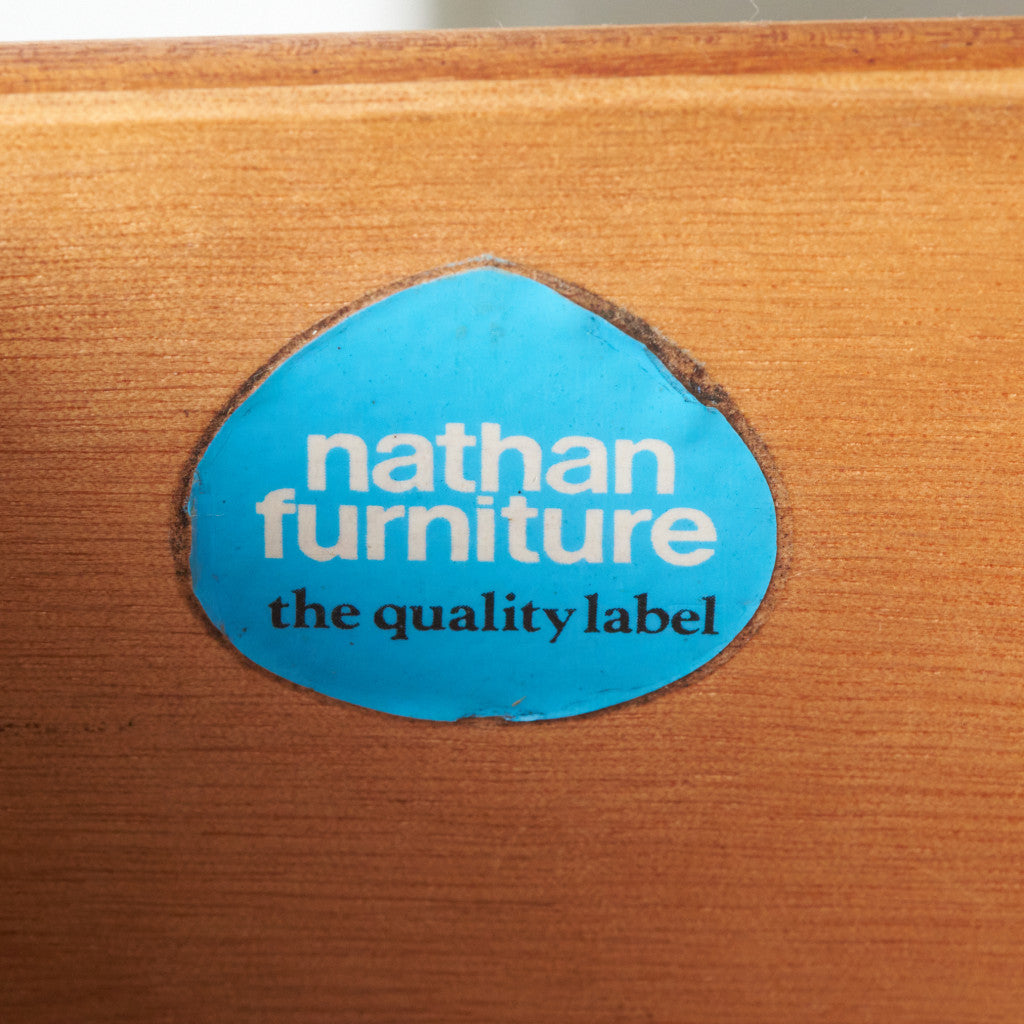 nathan
furniture
the quality label